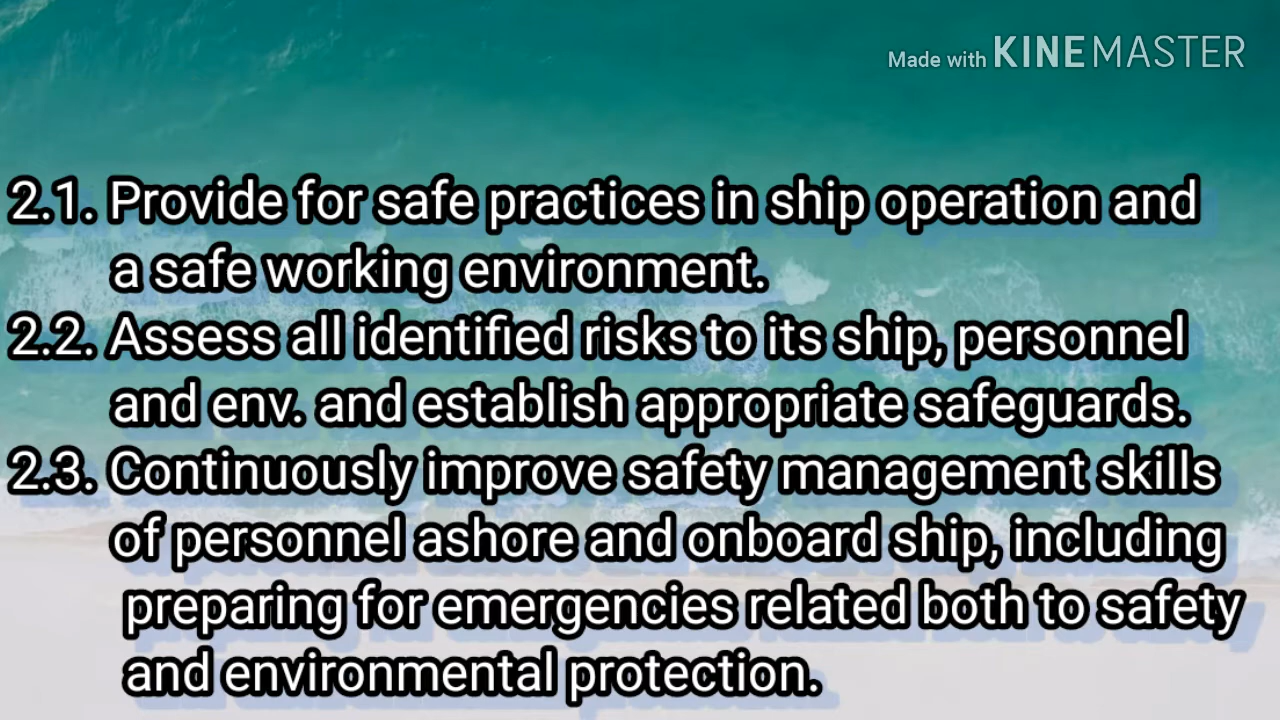 Made with KINEMASTER
2.1. Provide for safe practices in ship operation and
a safe working environment.
2.2. Assess all identified risks to its ship, personnel
and env. and establish appropriate safeguards.
2.3. Continuously improve safety management skills
of personnel ashore and onboard ship, including
preparing for emergencies related both to safety
and environmental protection.